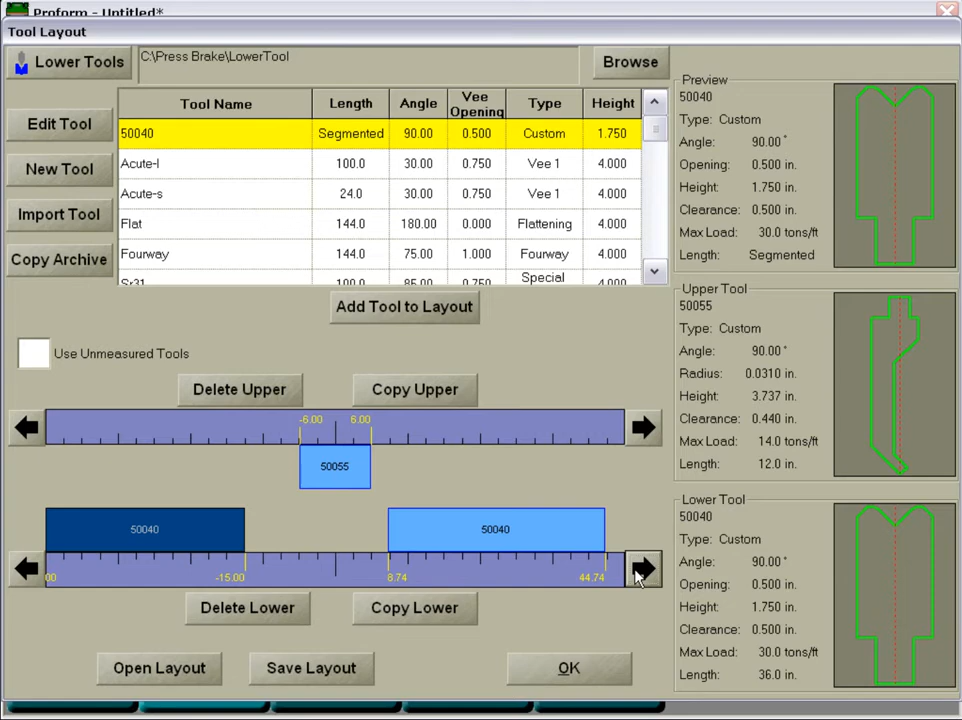 Proform - Untitled*
Tool Layout
Lower Tools
C:\Press Brake\LowerTool
Browse
Edit Tool
New Tool
Import Tool
Copy Archive
Tool Name Length Angle Vee Opening Type Height
50040 Segmented 90.00 0.500 Custom 1.750
Acute-l 100.0 30.00 0.750 Vee 1 4.000
Acute-s 24.0 30.00 0.750 Vee 1 4.000
Flat 144.0 180.00 0.000 Flattening 4.000
Fourway 144.0 75.00 1.000 Fourway 4.000
Sr31 100.0 85.00 0.750 Special 4.000
Add Tool to Layout
Use Unmeasured Tools
Delete Upper
Copy Upper
-6.00 6.00
50055
50040 50040
00 -15.00 8.74 44.74
Delete Lower
Copy Lower
Open Layout
Save Layout
OK
Preview
50040
Type: Custom
Angle: 90.00°
Opening: 0.500 in.
Height: 1.750 in.
Clearance: 0.500 in.
Max Load: 30.0 tons/ft
Length: Segmented
Upper Tool
50055
Type: Custom
Angle: 90.00°
Radius: 0.0310 in.
Height: 3.737 in.
Clearance: 0.440 in.
Max Load: 14.0 tons/ft
Length: 12.0 in.
Lower Tool
50040
Type: Custom
Angle: 90.00°
Opening: 0.500 in.
Height: 1.750 in.
Clearance: 0.500 in.
Max Load: 30.0 tons/ft
Length: 36.0 in.